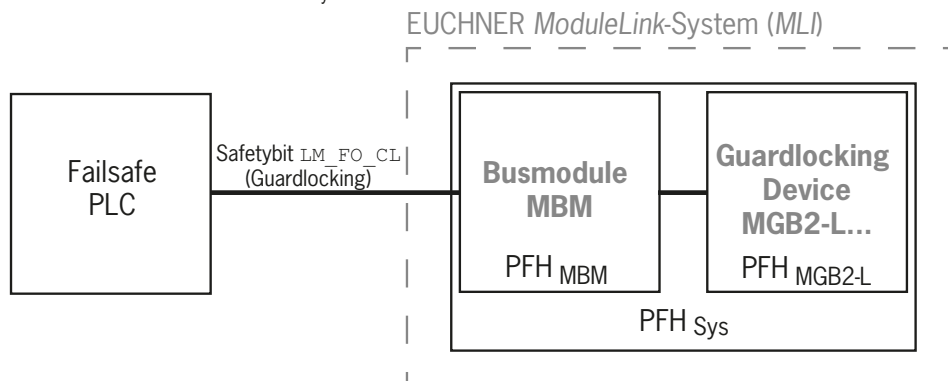 EUCHNER ModuleLink-System (MLI)
Failsafe
PLC
Safetybit LM_FO_CL
(Guardlocking)
Busmodule
MBM
PFH MBM
Guardlocking
Device
MGB2-L...
PFH MGB2-L
PFH Sys